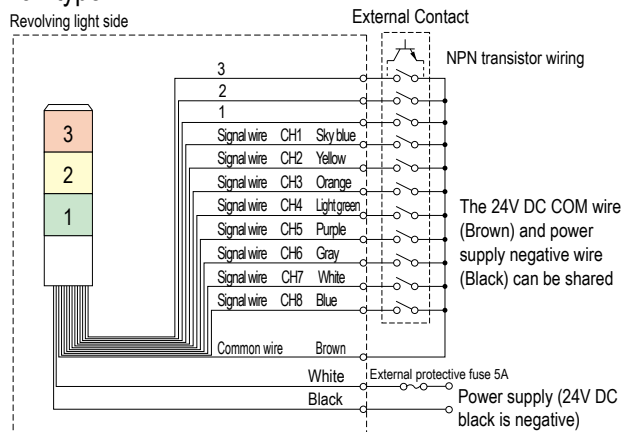 Revolving light side
External Contact
NPN transistor wiring
3
2
1
3
2
1
Signal wire CH1 Sky blue
Signal wire CH2 Yellow
Signal wire CH3 Orange
Signal wire CH4 Light green
Signal wire CH5 Purple
Signal wire CH6 Gray
Signal wire CH7 White
Signal wire CH8 Blue
Common wire Brown
The 24V DC COM wire
(Brown) and power
supply negative wire
(Black) can be shared
White
External protective fuse 5A
Black
Power supply (24V DC
black is negative)